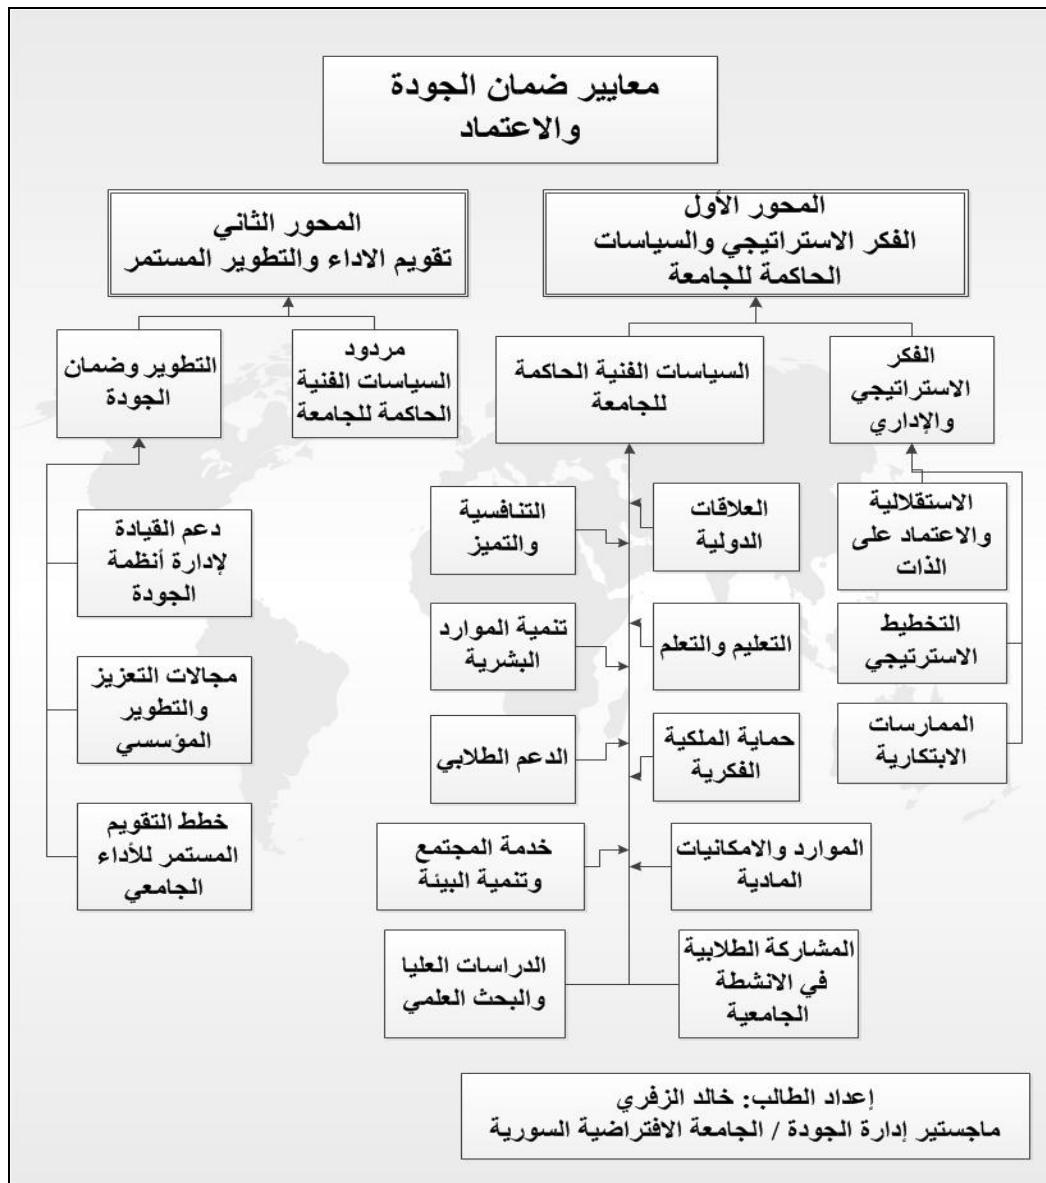 معايير ضمان الجودة
والاعتماد
المحور الأول
الفكر الاستراتيجي والسياسات
الحاكمة للجامعة
المحور الثاني
تقويم الاداء والتطوير المستمر
الفكر
الاستراتيجي
والإداري
السياسات الفنية الحاكمة
للجامعة
مردود
السياسات الفنية
الحاكمة للجامعة
التطوير وضمان
الجودة
الاستقلالية
والاعتماد على
الذات
التخطيط
الاسترتيجي
الممارسات
الابتكارية
العلاقات
الدولية
التنافسية
والتميز
التعليم والتعلم
تنمية الموارد
البشرية
حماية الملكية
الفكرية
الدعم الطلابي
الموارد والامكانيات
المادية
خدمة المجتمع
وتنمية البيئة
المشاركة الطلابية
في الانشطة
الجامعية
الدراسات العليا
والبحث العلمي
دعم القيادة
لإدارة أنظمة
الجودة
مجالات التعزيز
والتطوير
المؤسسي
خطط التقويم
المستمر للأداء
الجامعي
إعداد الطالب: خالد الزفري
ماجستير إدارة الجودة / الجامعة الافتراضية السورية